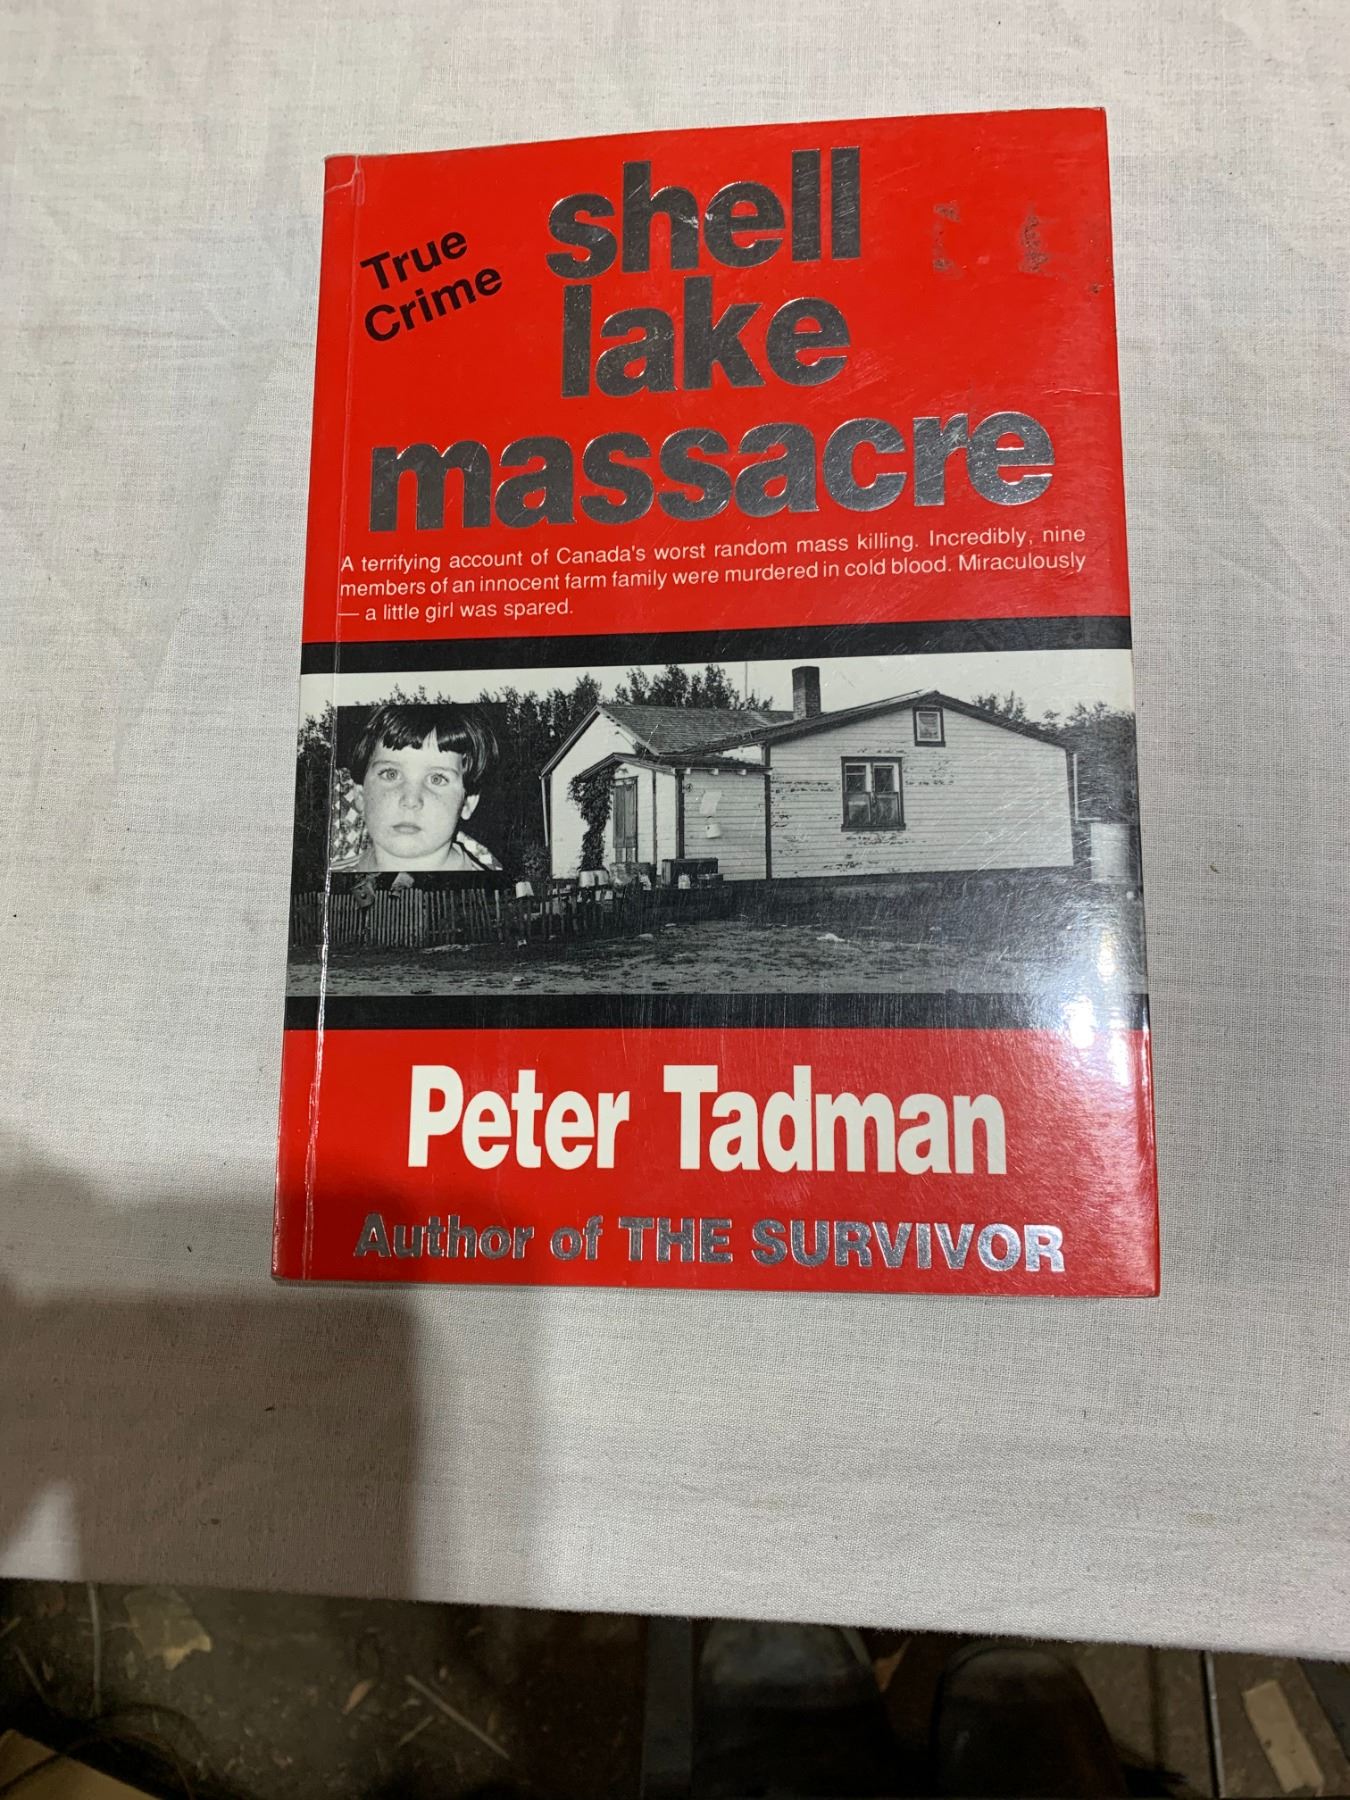 True
Crime
shell
lake
massacre
A terrifying account of Canada's worst random mass killing. Incredibly, nine
members of an innocent farm family were murdered in cold blood. Miraculously
— a little girl was spared.
Peter Tadman
Author of THE SURVIVOR